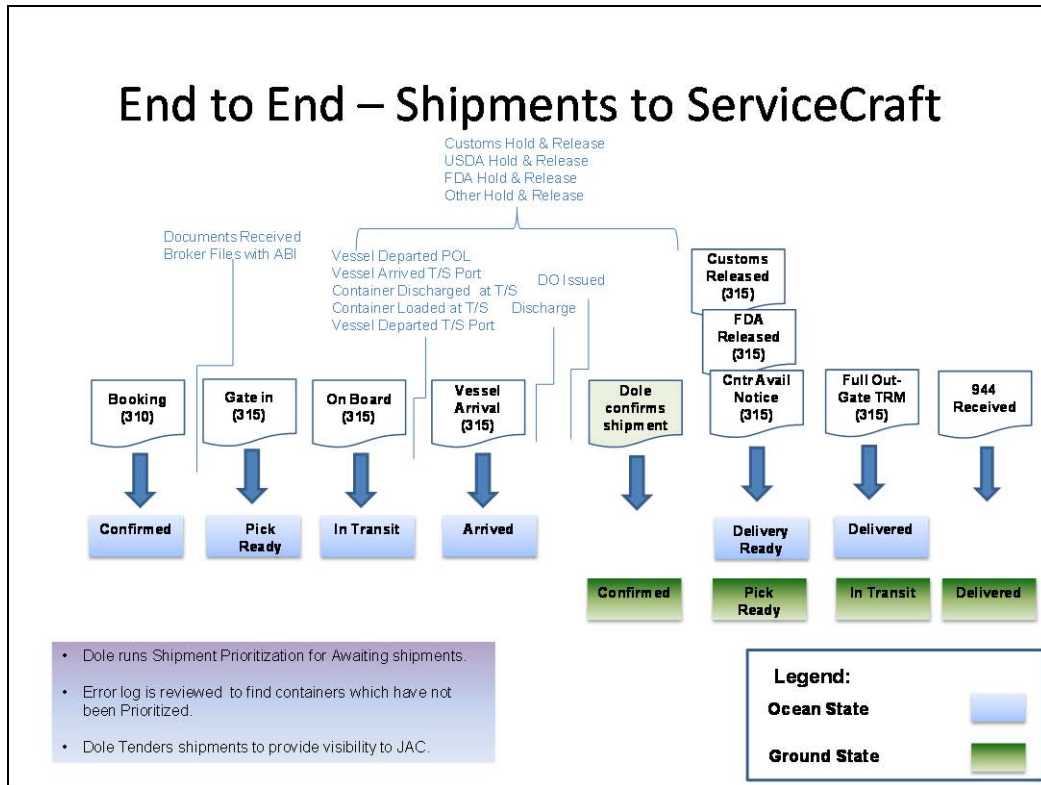 End to End – Shipments to ServiceCraft
Customs Hold & Release
USDA Hold & Release
FDA Hold & Release
Other Hold & Release
Documents Received
Broker Files with ABI
Vessel Departed POL
Vessel Arrived T/S Port
Container Discharged at T/S
Container Loaded at T/S
Vessel Departed T/S Port
Discharge
DO Issued
Customs
Released
(315)
FDA
Released
(315)
Booking
(310)
Gate in
(315)
On Board
(315)
Vessel
Arrival
(315)
Dole
confirms
shipment
Cntr Avail
Notice
(315)
Full Out-
Gate TRM
(315)
944
Received
Confirmed
Pick
Ready
In Transit
Arrived
Delivery
Ready
Delivered
Confirmed
Pick
Ready
In Transit
Delivered
• Dole runs Shipment Prioritization for Awaiting shipments.
• Error log is reviewed to find containers which have not
been Prioritized.
• Dole Tenders shipments to provide visibility to JAC.
Legend:
Ocean State
Ground State